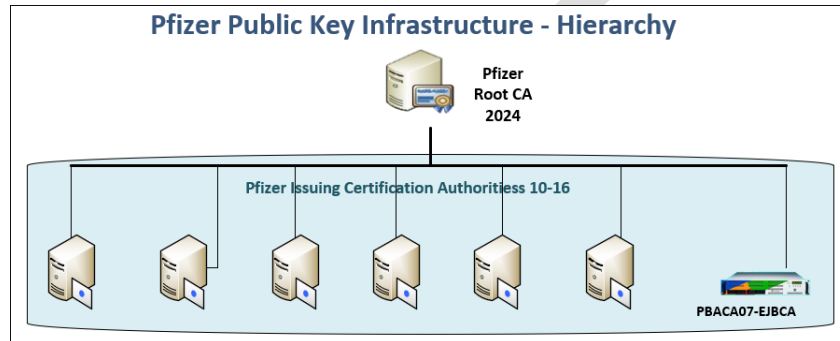 Pfizer Public Key Infrastructure - Hierarchy
Pfizer
Root CA
2024
Pfizer Issuing Certification Authoritiess 10-16
PBACA07-EJBCA